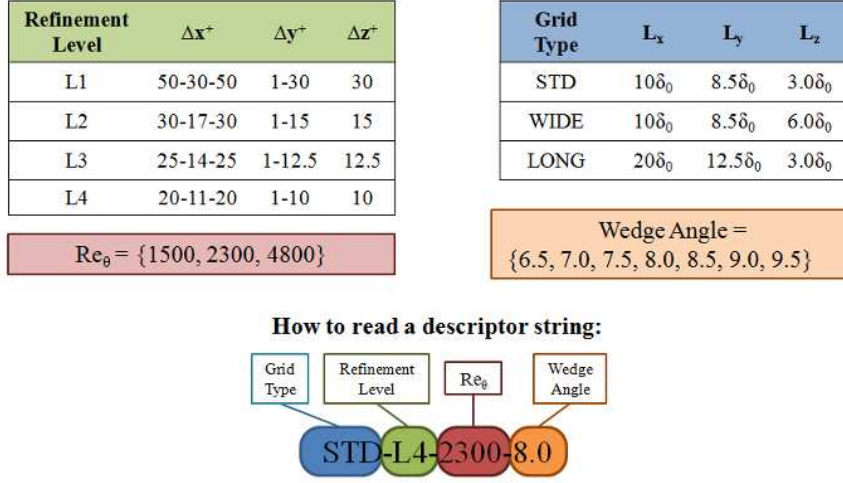 Refinement Level Δx⁺ Δy⁺ Δz⁺
L1 50-30-50 1-30 30
L2 30-17-30 1-15 15
L3 25-14-25 1-12.5 12.5
L4 20-11-20 1-10 10
Grid Type Lₓ L_y L_z
STD 10δ₀ 8.5δ₀ 3.0δ₀
WIDE 10δ₀ 8.5δ₀ 6.0δ₀
LONG 20δ₀ 12.5δ₀ 3.0δ₀
Re_θ = {1500, 2300, 4800}
Wedge Angle =
{6.5, 7.0, 7.5, 8.0, 8.5, 9.0, 9.5}
How to read a descriptor string:
Grid Type
Refinement Level
Re_θ
Wedge Angle
STD-L4-2300-8.0